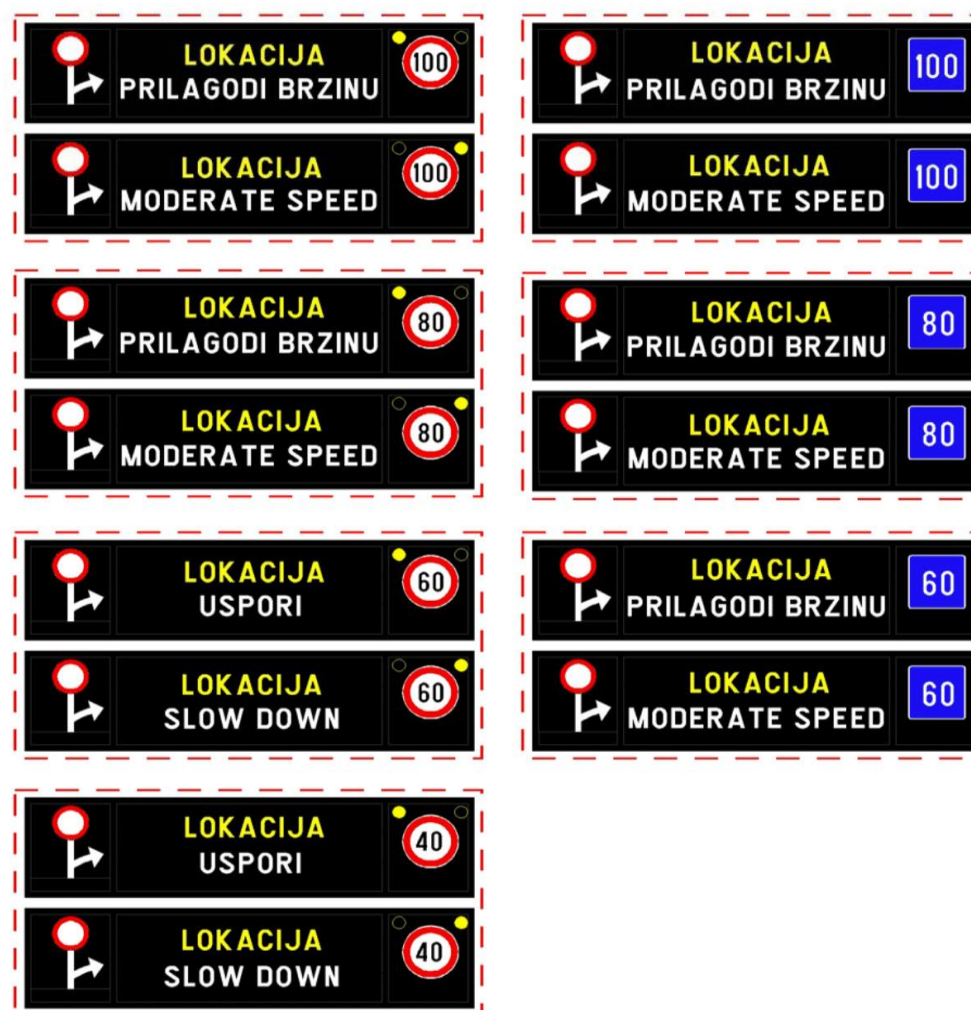 LOKACIJA
PRILAGODI BRZINU
100
LOKACIJA
MODERATE SPEED
100
LOKACIJA
PRILAGODI BRZINU
80
LOKACIJA
MODERATE SPEED
80
LOKACIJA
USPORI
60
LOKACIJA
SLOW DOWN
60
LOKACIJA
USPORI
40
LOKACIJA
SLOW DOWN
40
LOKACIJA
PRILAGODI BRZINU
100
LOKACIJA
MODERATE SPEED
100
LOKACIJA
PRILAGODI BRZINU
80
LOKACIJA
MODERATE SPEED
80
LOKACIJA
PRILAGODI BRZINU
60
LOKACIJA
MODERATE SPEED
60